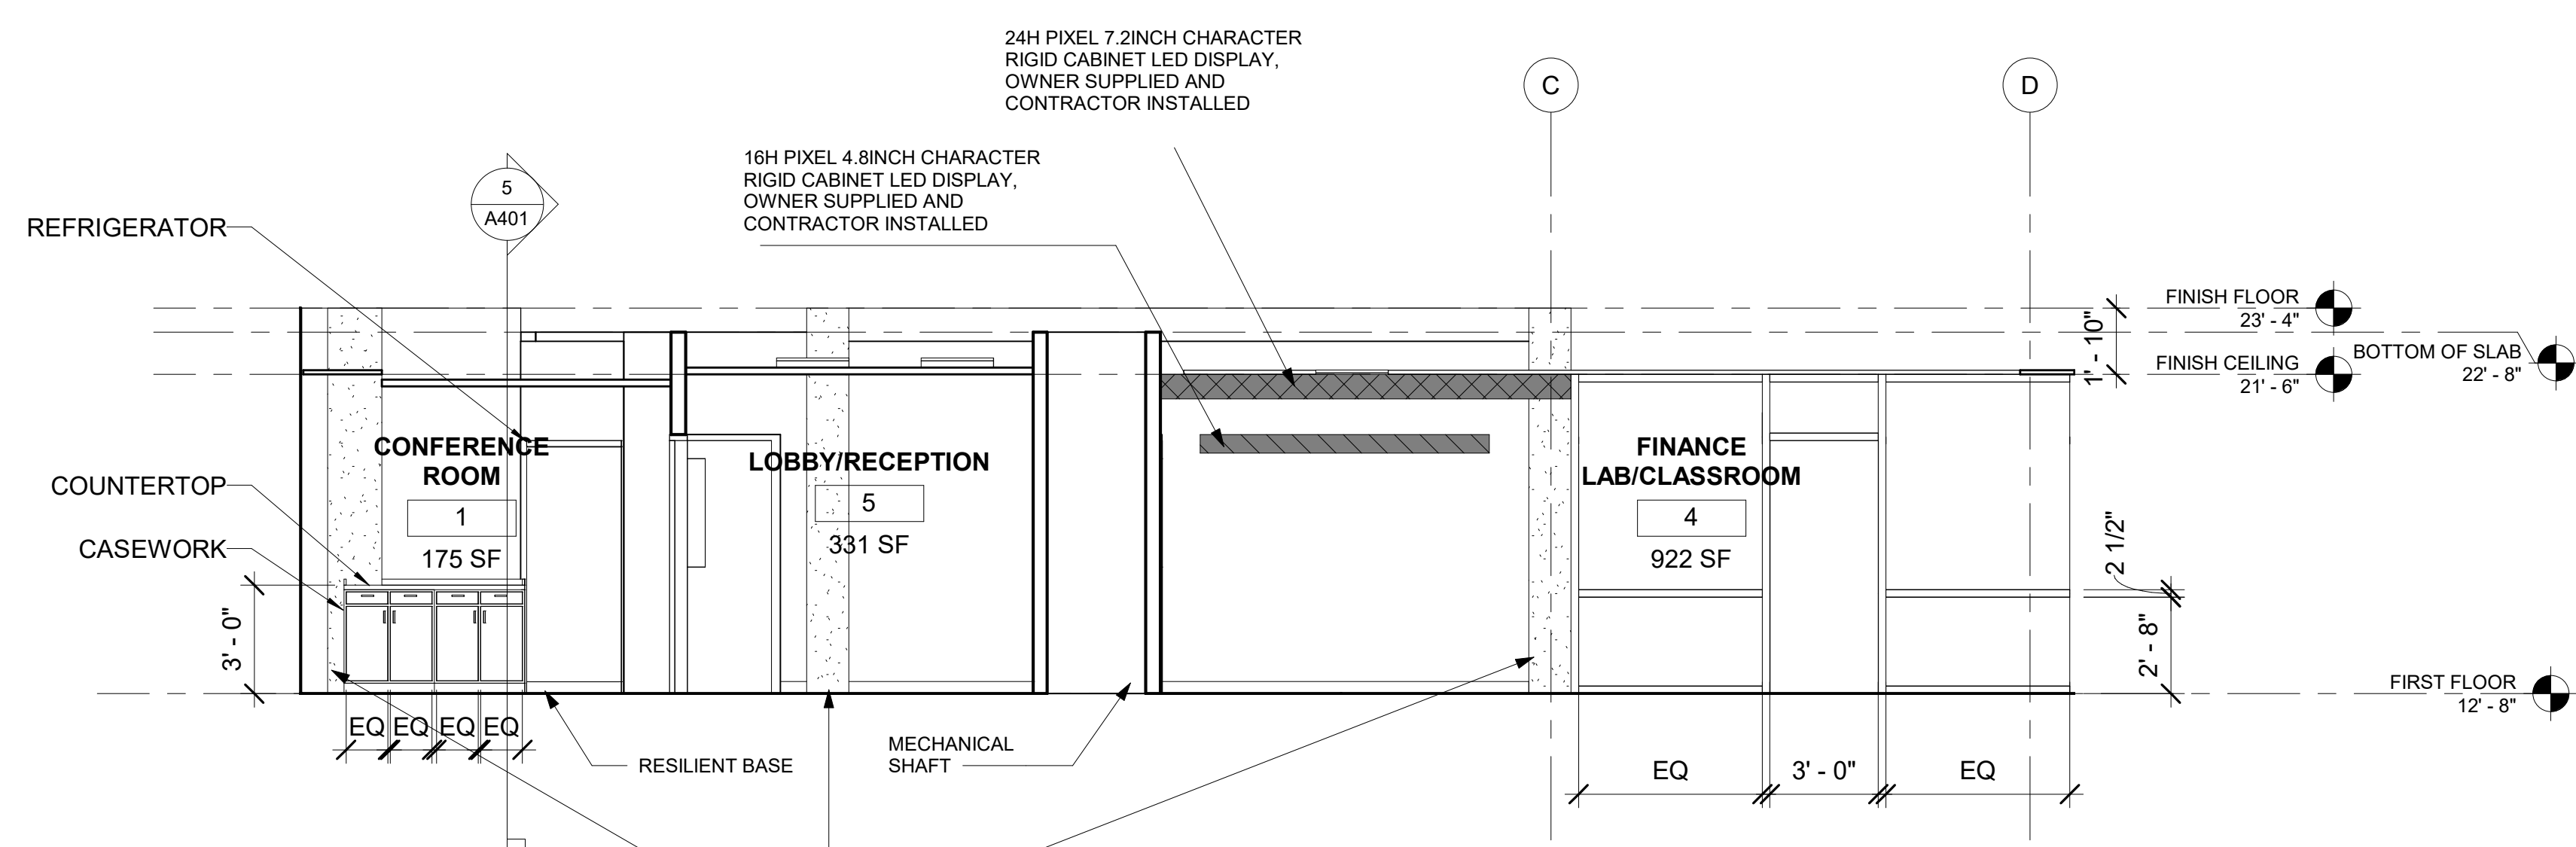 24H PIXEL 7.2INCH CHARACTER
RIGID CABINET LED DISPLAY,
OWNER SUPPLIED AND
CONTRACTOR INSTALLED
C
D
16H PIXEL 4.8INCH CHARACTER
RIGID CABINET LED DISPLAY,
OWNER SUPPLIED AND
CONTRACTOR INSTALLED
5
A401
REFRIGERATOR
FINISH FLOOR
23' - 4"
1' - 10"
BOTTOM OF SLAB
22' - 8"
FINISH CEILING
21' - 6"
CONFERENCE
ROOM
1
175 SF
LOBBY/RECEPTION
5
331 SF
FINANCE
LAB/CLASSROOM
4
922 SF
COUNTERTOP
CASEWORK
3' - 0"
2 1/2"
2' - 8"
FIRST FLOOR
12' - 8"
EQ
EQ
EQ
EQ
RESILIENT BASE
MECHANICAL
SHAFT
EQ
3' - 0"
EQ